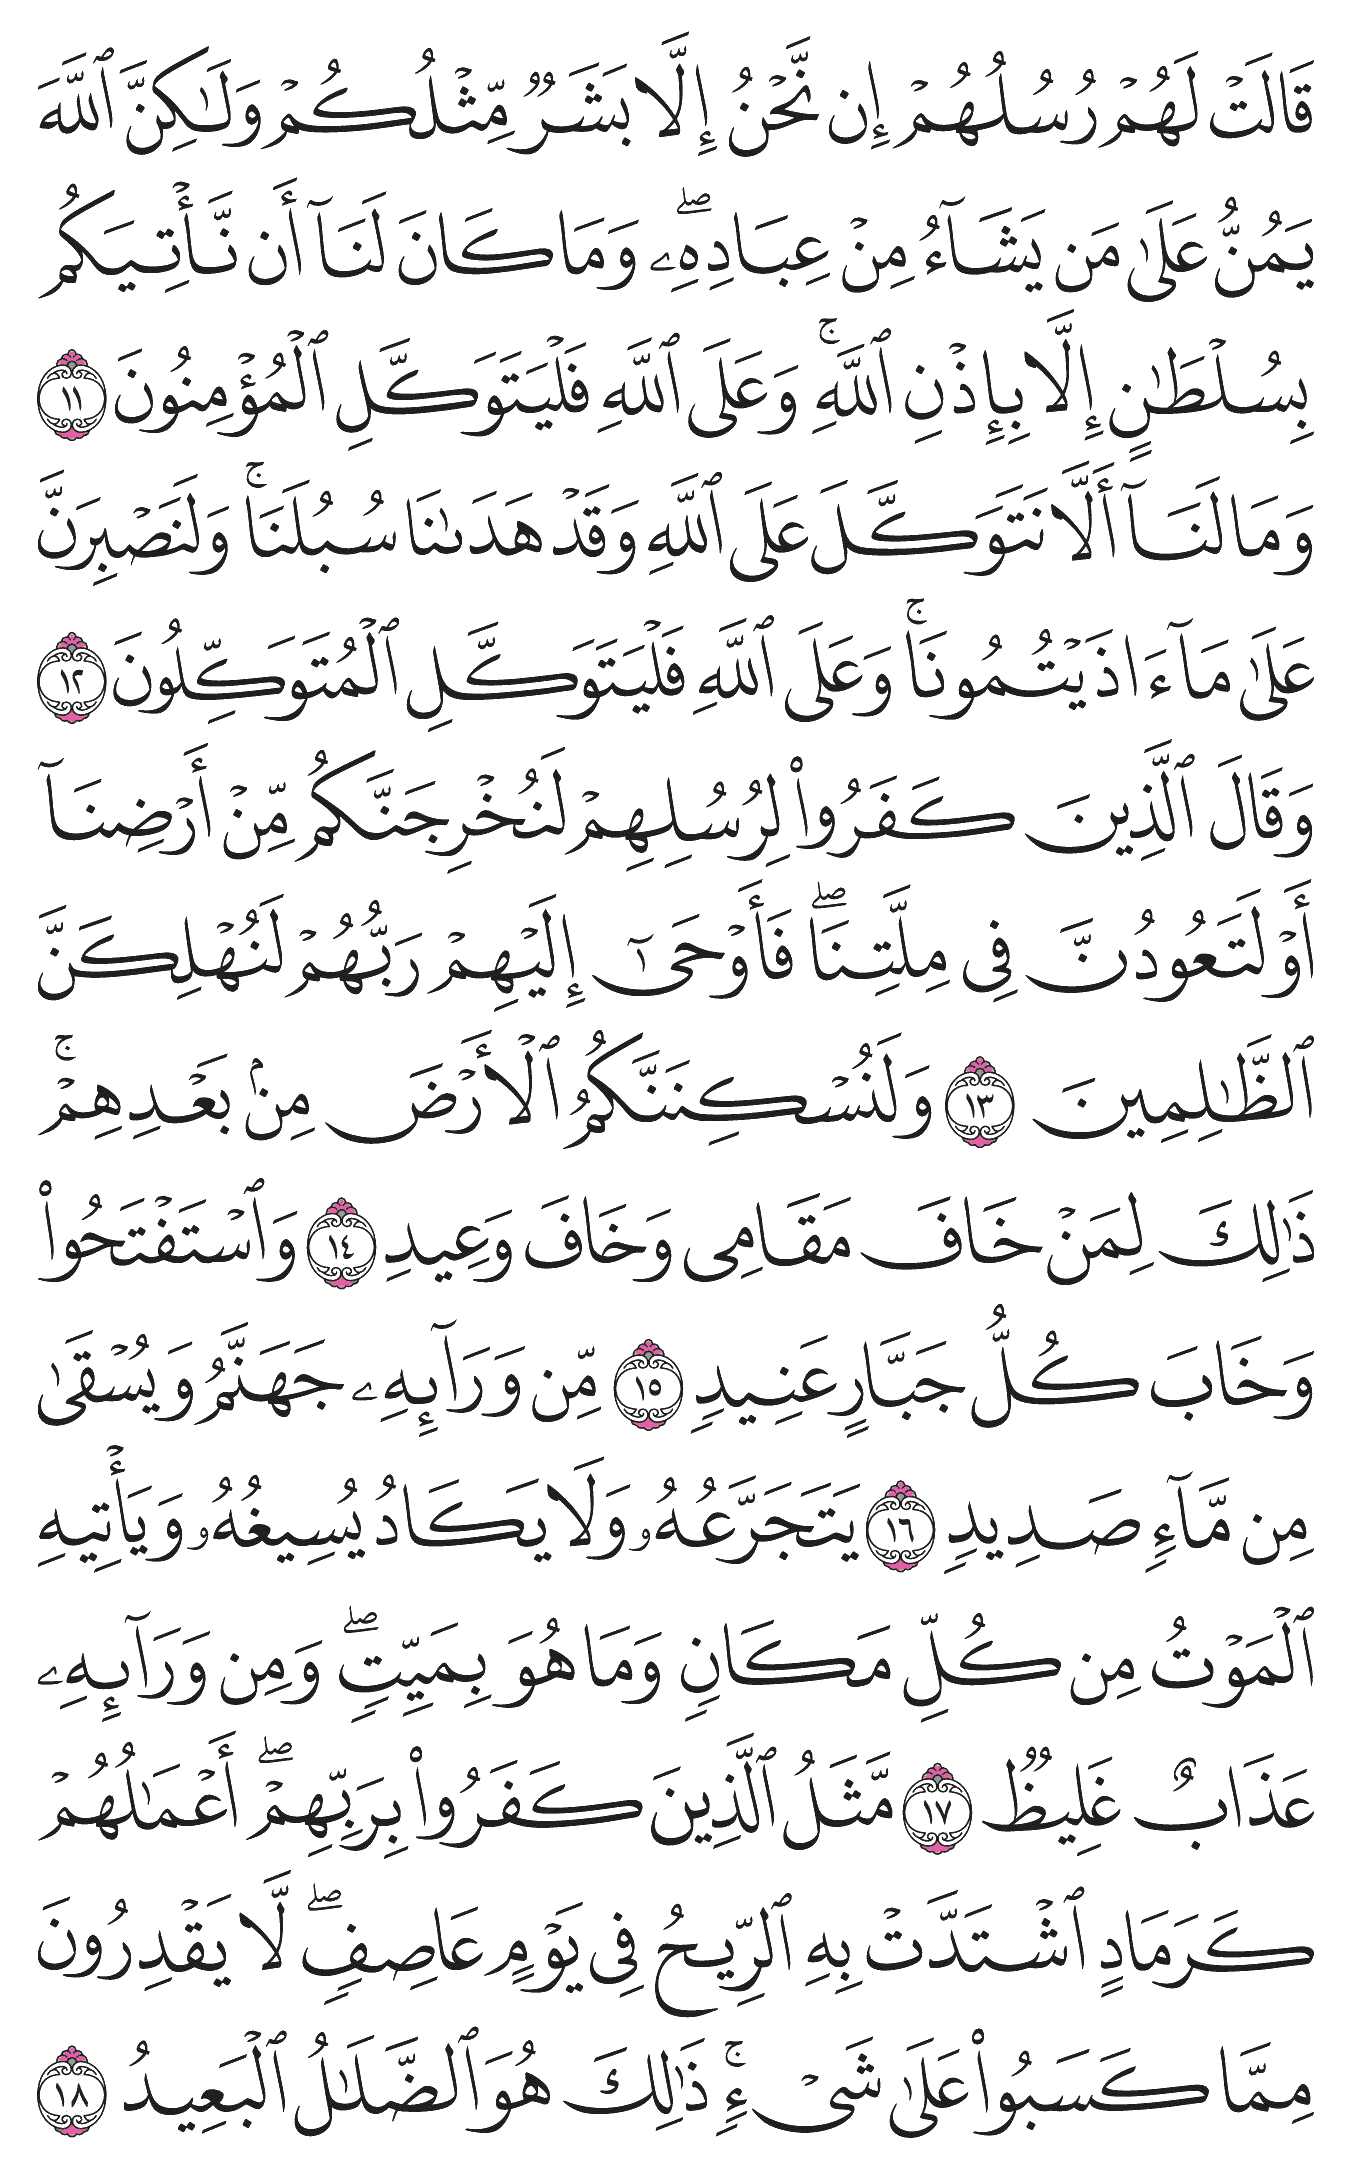 قَالَتۡ لَهُمۡ رُسُلُهُمۡ إِن نَّحۡنُ إِلَّا بَشَرٞ مِّثۡلُكُمۡ وَلَٰكِنَّ ٱللَّهَ
يَمُنُّ عَلَىٰ مَن يَشَآءُ مِنۡ عِبَادِهِۦۖ وَمَا كَانَ لَنَآ أَن نَّأۡتِيَكُم
بِسُلۡطَٰنٍ إِلَّا بِإِذۡنِ ٱللَّهِۚ وَعَلَى ٱللَّهِ فَلۡيَتَوَكَّلِ ٱلۡمُؤۡمِنُونَ ١١
وَمَا لَنَآ أَلَّا نَتَوَكَّلَ عَلَى ٱللَّهِ وَقَدۡ هَدَىٰنَا سُبُلَنَاۚ وَلَنَصۡبِرَنَّ
عَلَىٰ مَآ ءَاذَيۡتُمُونَاۚ وَعَلَى ٱللَّهِ فَلۡيَتَوَكَّلِ ٱلۡمُتَوَكِّلُونَ ١٢
وَقَالَ ٱلَّذِينَ كَفَرُواْ لِرُسُلِهِمۡ لَنُخۡرِجَنَّكُم مِّنۡ أَرۡضِنَآ
أَوۡ لَتَعُودُنَّ فِي مِلَّتِنَاۖ فَأَوۡحَىٰٓ إِلَيۡهِمۡ رَبُّهُمۡ لَنُهۡلِكَنَّ
ٱلظَّٰلِمِينَ ١٣ وَلَنُسۡكِنَنَّكُمُ ٱلۡأَرۡضَ مِنۢ بَعۡدِهِمۡۚ
ذَٰلِكَ لِمَنۡ خَافَ مَقَامِي وَخَافَ وَعِيدِ ١٤ وَٱسۡتَفۡتَحُواْ
وَخَابَ كُلُّ جَبَّارٍ عَنِيدٖ ١٥ مِّن وَرَآئِهِۦ جَهَنَّمُ وَيُسۡقَىٰ
مِن مَّآءٖ صَدِيدٖ ١٦ يَتَجَرَّعُهُۥ وَلَا يَكَادُ يُسِيغُهُۥ وَيَأۡتِيهِ
ٱلۡمَوۡتُ مِن كُلِّ مَكَانٖ وَمَا هُوَ بِمَيِّتٖۖ وَمِن وَرَآئِهِۦ
عَذَابٌ غَلِيظٞ ١٧ مَّثَلُ ٱلَّذِينَ كَفَرُواْ بِرَبِّهِمۡۖ أَعۡمَٰلُهُمۡ
كَرَمَادٍ ٱشۡتَدَّتۡ بِهِ ٱلرِّيحُ فِي يَوۡمٍ عَاصِفٖۖ لَّا يَقۡدِرُونَ
مِمَّا كَسَبُواْ عَلَىٰ شَيۡءٖۚ ذَٰلِكَ هُوَ ٱلضَّلَٰلُ ٱلۡبَعِيدُ ١٨